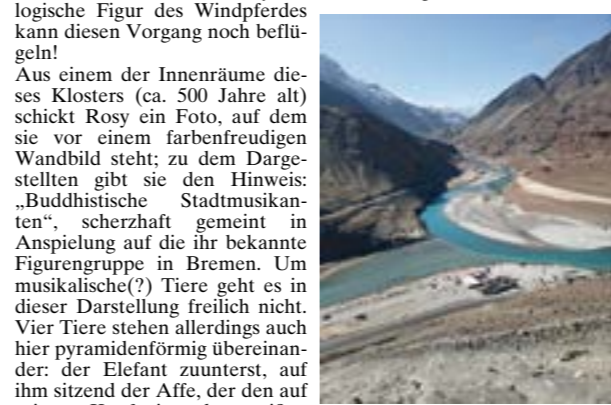 logische Figur des Windpferdes
kann diesen Vorgang noch beflü-
geln!
Aus einem der Innenräume die-
ses Klosters (ca. 500 Jahre alt)
schickt Rosy ein Foto, auf dem
sie vor einem farbenfreudigen
Wandbild steht; zu dem Darge-
stellten gibt sie den Hinweis:
„Buddhistische Stadtmusikan-
ten“, scherzhaft gemeint in
Anspielung auf die ihr bekannte
Figurengruppe in Bremen. Um
musikalische(?) Tiere geht es in
dieser Darstellung freilich nicht.
Vier Tiere stehen allerdings auch
hier pyramidenförmig übereinan-
der: der Elefant zuunterst, auf
ihm sitzend der Affe, der den auf